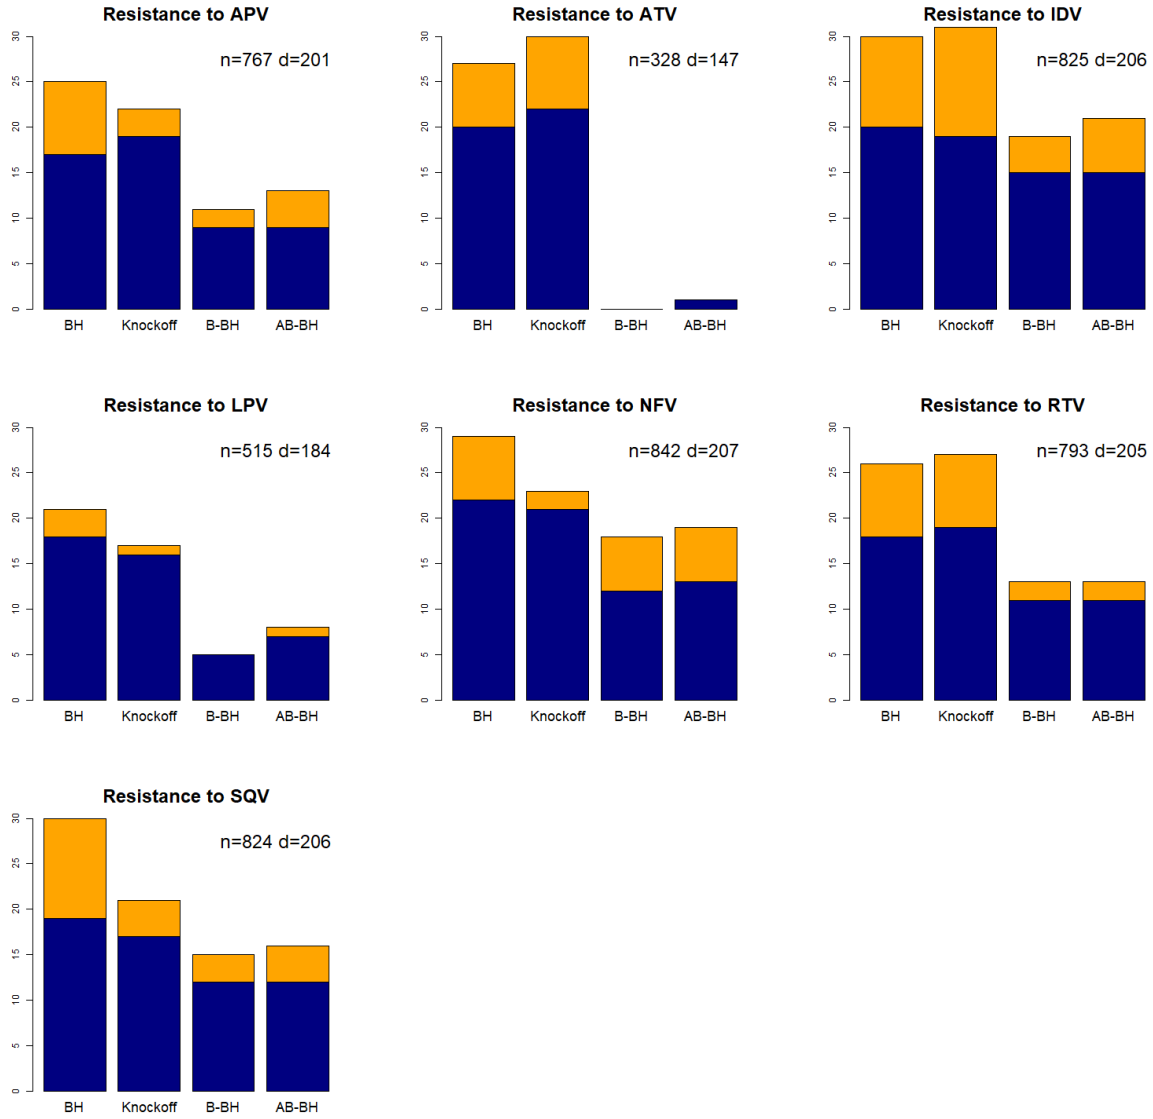 Resistance to APV
n=767 d=201
30
25
20
15
10
5
0
BH Knockoff B-BH AB-BH
Resistance to ATV
n=328 d=147
30
25
20
15
10
5
0
BH Knockoff B-BH AB-BH
Resistance to IDV
n=825 d=206
30
25
20
15
10
5
0
BH Knockoff B-BH AB-BH
Resistance to LPV
n=515 d=184
30
25
20
15
10
5
0
BH Knockoff B-BH AB-BH
Resistance to NFV
n=842 d=207
30
25
20
15
10
5
0
BH Knockoff B-BH AB-BH
Resistance to RTV
n=793 d=205
30
25
20
15
10
5
0
BH Knockoff B-BH AB-BH
Resistance to SQV
n=824 d=206
30
25
20
15
10
5
0
BH Knockoff B-BH AB-BH